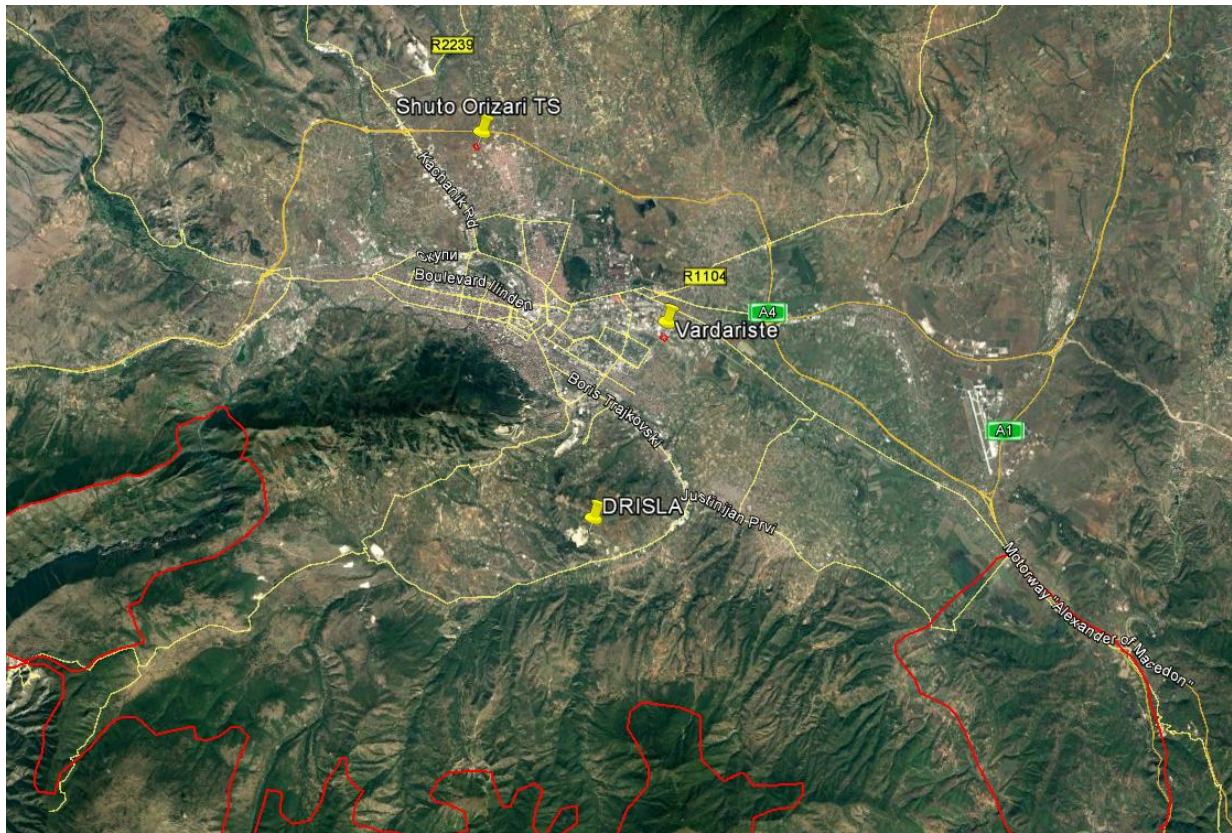 R2239
Shuto Orizari TS
Kachanik Rd
Скупи
Boulevard Ilinden
R1104
A4
Vardariste
Boris Trajkovski
A1
DRISLA
Justinijan Prvi
Motorway "Alexander of Macedon"